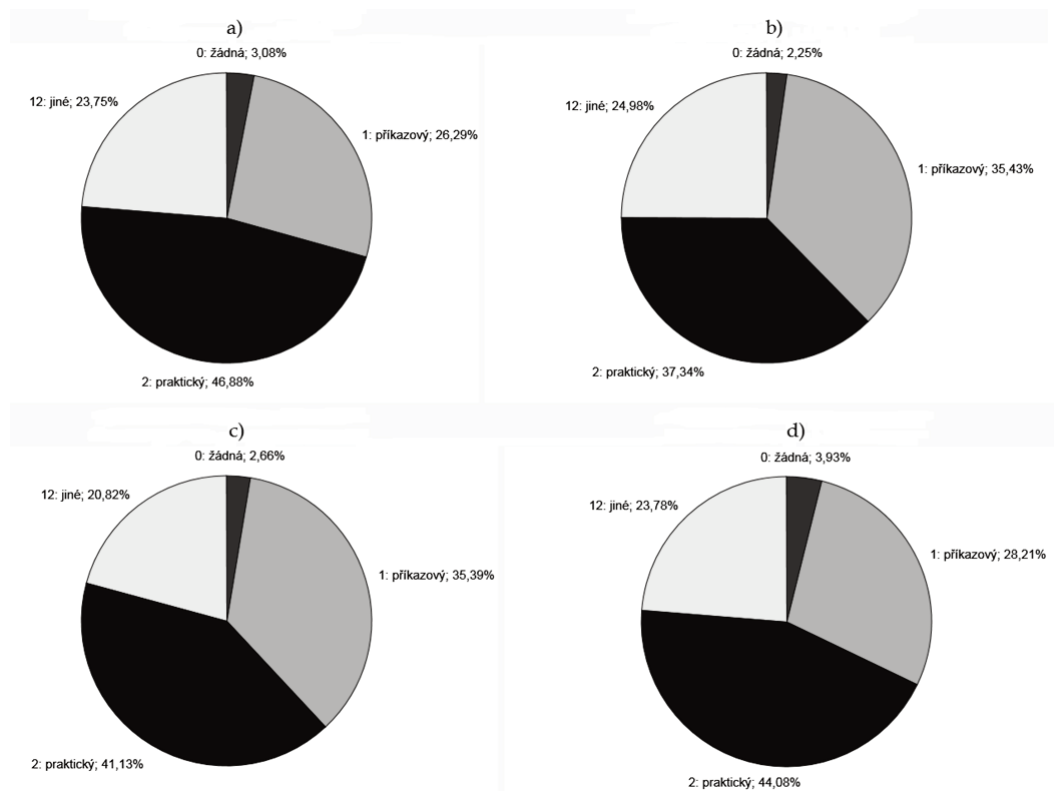 a)
0: žádná; 3,08%
12: jiné; 23,75%
1: příkazový; 26,29%
2: praktický; 46,88%
b)
0: žádná; 2,25%
12: jiné; 24,98%
1: příkazový; 35,43%
2: praktický; 37,34%
c)
0: žádná; 2,66%
12: jiné; 20,82%
1: příkazový; 35,39%
2: praktický; 41,13%
d)
0: žádná; 3,93%
12: jiné; 23,78%
1: příkazový; 28,21%
2: praktický; 44,08%